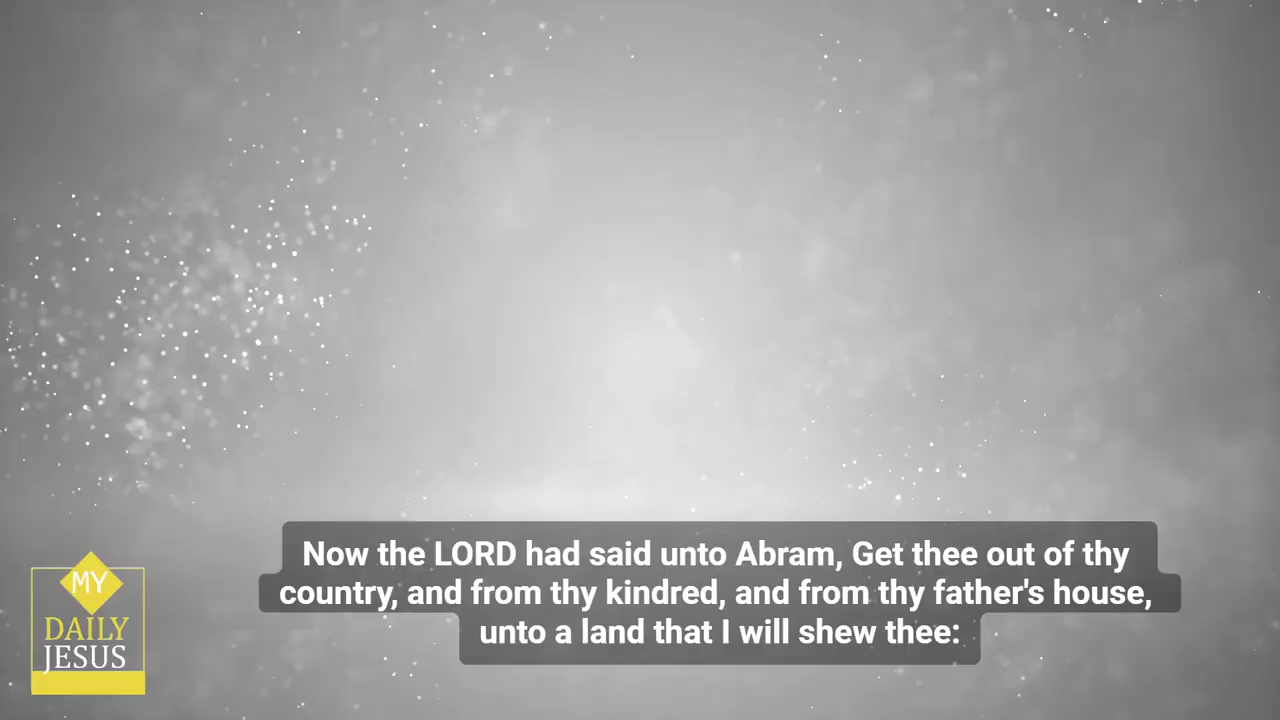 Now the LORD had said unto Abram, Get thee out of thy
country, and from thy kindred, and from thy father's house,
unto a land that I will shew thee:
MY
DAILY
JESUS